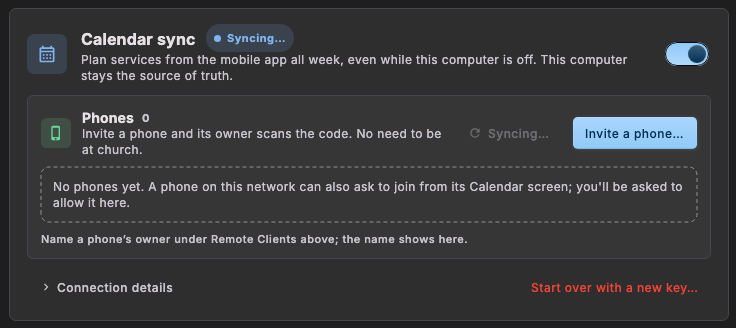 Calendar sync
Syncing...
Plan services from the mobile app all week, even while this computer is off. This computer
stays the source of truth.
Phones 0
Invite a phone and its owner scans the code. No need to be
at church.
Syncing...
Invite a phone...
No phones yet. A phone on this network can also ask to join from its Calendar screen; you'll be asked to
allow it here.
Name a phone's owner under Remote Clients above; the name shows here.
Connection details
Start over with a new key...